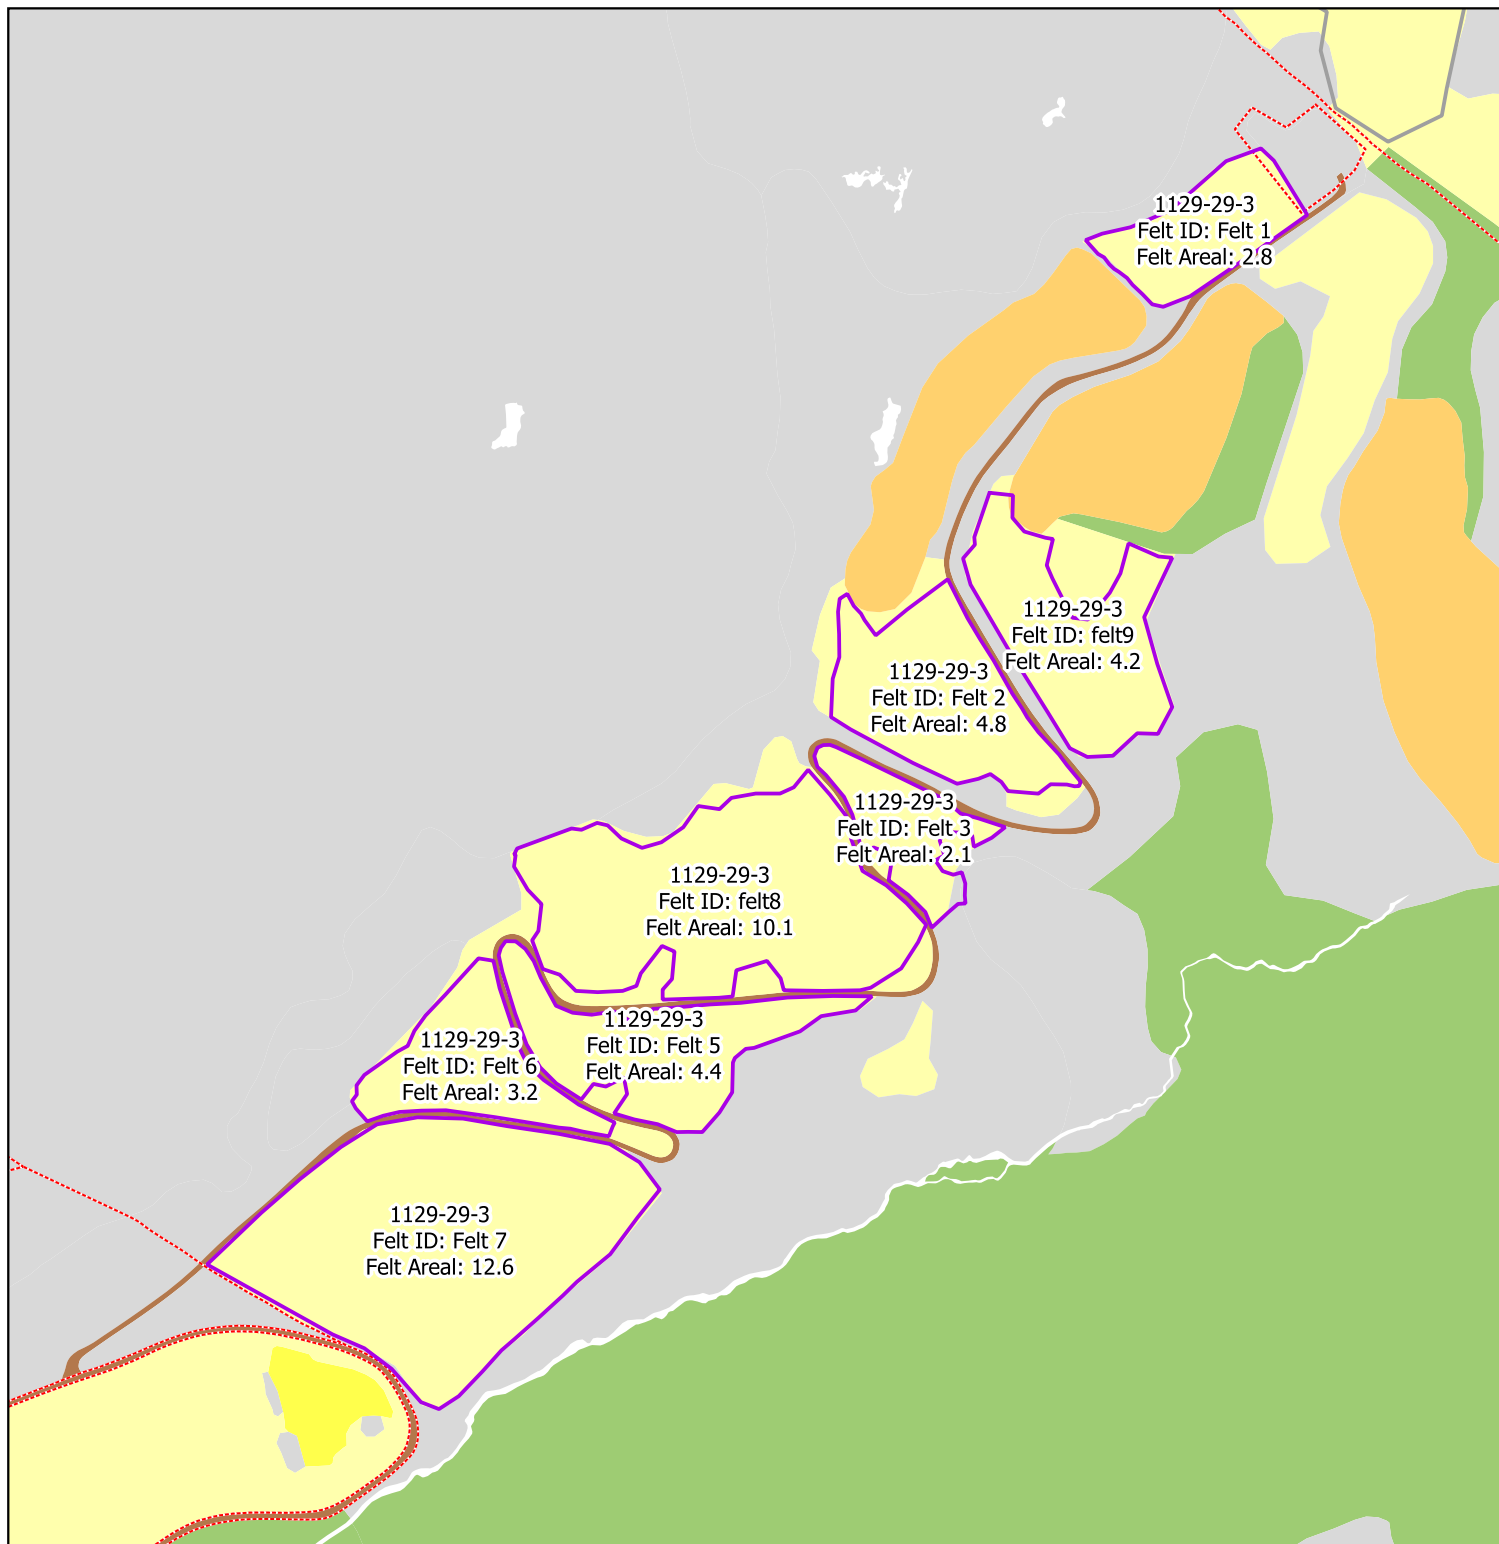 1129-29-3
Felt ID: Felt 1
Felt Areal: 2.8
1129-29-3
Felt ID: felt9
Felt Areal: 4.2
1129-29-3
Felt ID: Felt 2
Felt Areal: 4.8
1129-29-3
Felt ID: Felt 3
Felt Areal: 2.1
1129-29-3
Felt ID: felt8
Felt Areal: 10.1
1129-29-3
Felt ID: Felt 5
Felt Areal: 4.4
1129-29-3
Felt ID: Felt 6
Felt Areal: 3.2
1129-29-3
Felt ID: Felt 7
Felt Areal: 12.6